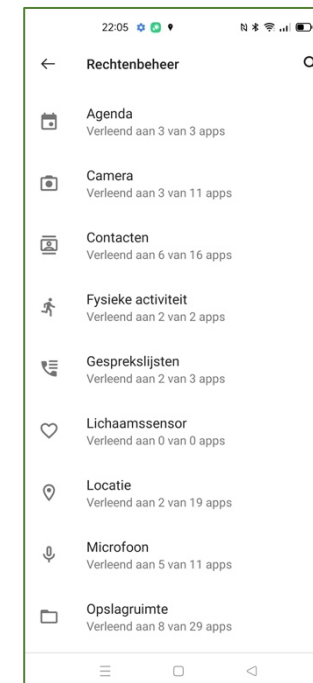 22:05
Rechtenbeheer
Agenda
Verleend aan 3 van 3 apps
Camera
Verleend aan 3 van 11 apps
Contacten
Verleend aan 6 van 16 apps
Fysieke activiteit
Verleend aan 2 van 2 apps
Gesprekslijsten
Verleend aan 2 van 3 apps
Lichaamssensor
Verleend aan 0 van 0 apps
Locatie
Verleend aan 2 van 19 apps
Microfoon
Verleend aan 5 van 11 apps
Opslagruimte
Verleend aan 8 van 29 apps